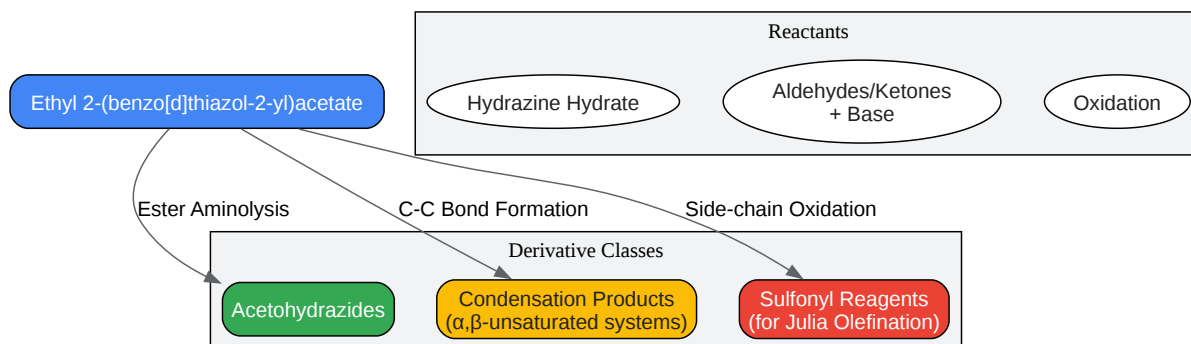 Reactants
Ethyl 2-(benzo[d]thiazol-2-yl)acetate
Hydrazine Hydrate
Aldehydes/Ketones
+ Base
Oxidation
Ester Aminolysis
C-C Bond Formation
Side-chain Oxidation
Derivative Classes
Acetohydrazides
Condensation Products
(α,β-unsaturated systems)
Sulfonyl Reagents
(for Julia Olefination)